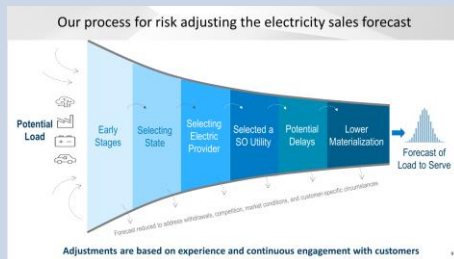 Our process for risk adjusting the electricity sales forecast
Potential
Load
Early
Stages
Selecting
State
Selecting
Electric
Provider
Selected a
SO Utility
Potential
Delays
Lower
Materialization
Forecast of
Load to Serve
Forecast reduced to address withdrawals, competition, market conditions, and customer-specific circumstances
Adjustments are based on experience and continuous engagement with customers